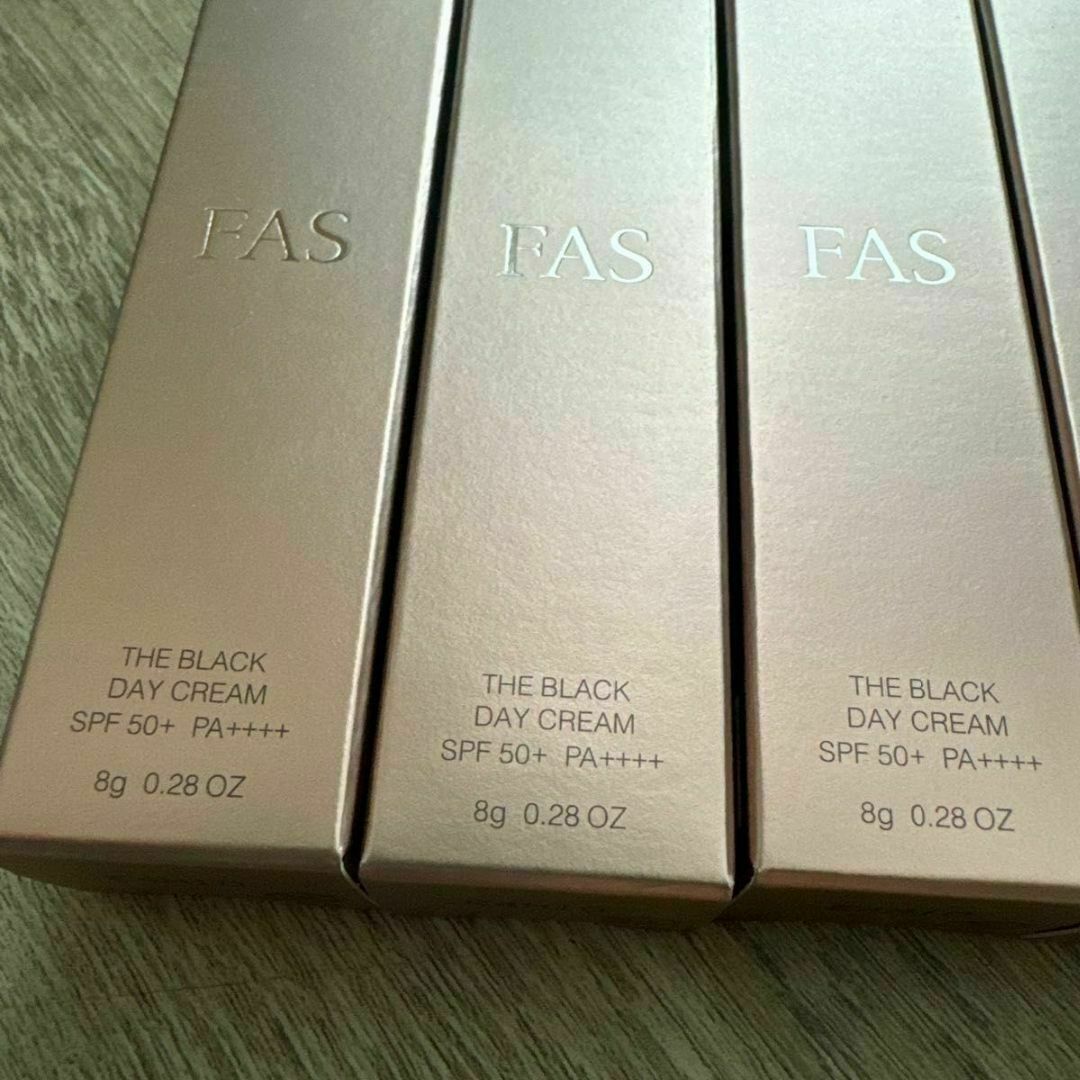 FAS
THE BLACK
DAY CREAM
SPF 50+ PA++++
8g 0.28 OZ
FAS
THE BLACK
DAY CREAM
SPF 50+ PA++++
8g 0.28 OZ
FAS
THE BLACK
DAY CREAM
SPF 50+ PA++++
8g 0.28 OZ